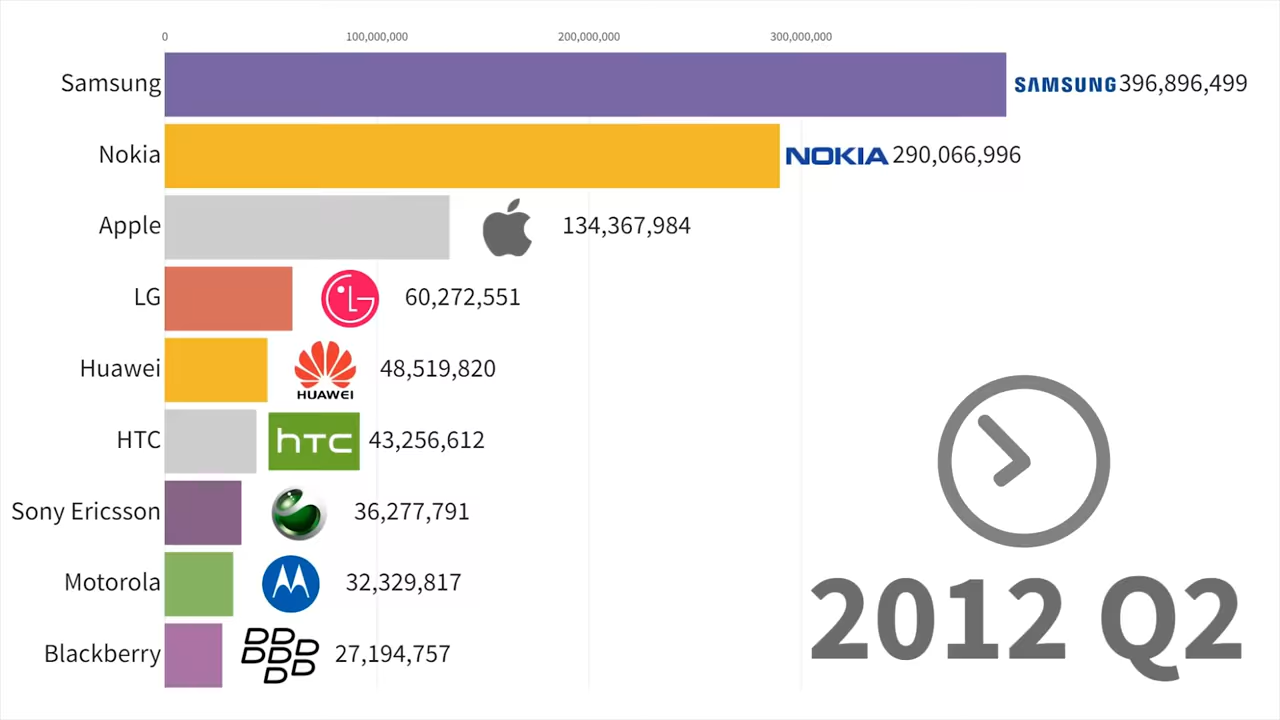 0 100,000,000 200,000,000 300,000,000
Samsung SAMSUNG 396,896,499
Nokia NOKIA 290,066,996
Apple 134,367,984
LG LG 60,272,551
Huawei HUAWEI 48,519,820
HTC hTC 43,256,612
Sony Ericsson 36,277,791
Motorola 32,329,817
Blackberry 27,194,757
2012 Q2